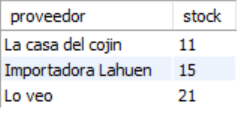 proveedor stock
La casa del cojin 11
Importadora Lahuen 15
Lo veo 21